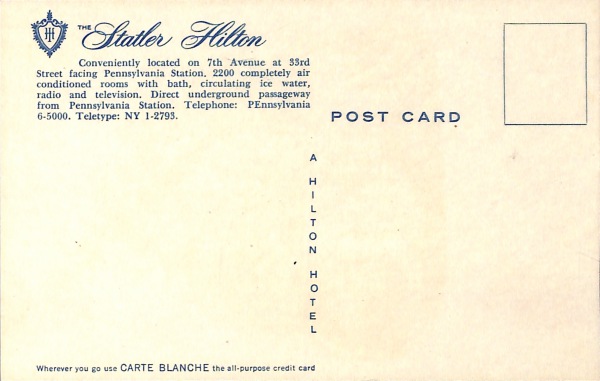 THE Statler Hilton
Conveniently located on 7th Avenue at 33rd
Street facing Pennsylvania Station. 2200 completely air
conditioned rooms with bath, circulating ice water,
radio and television. Direct underground passageway
from Pennsylvania Station. Telephone: PEnnsylvania
6-5000. Teletype: NY 1-2793.
POST CARD
A HILTON HOTEL
Wherever you go use CARTE BLANCHE the all-purpose credit card